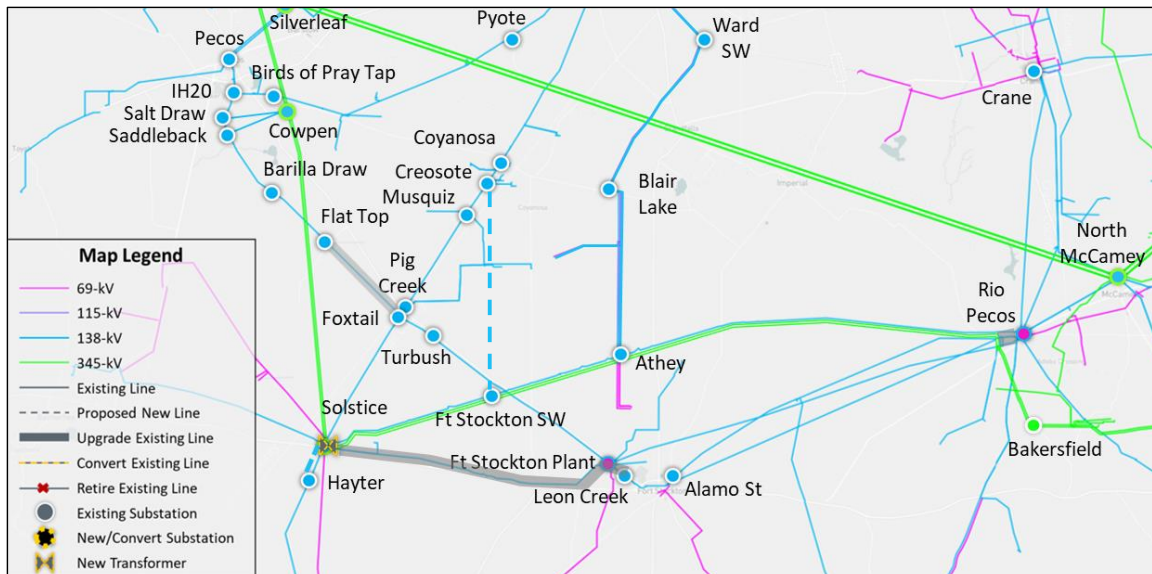 Silverleaf
Pyote
Ward
SW
Pecos
Birds of Pray Tap
IH20
Salt Draw
Saddleback
Cowpen
Crane
Coyanosa
Creosote
Musquiz
Barilla Draw
Blair
Lake
Imperial
Coyanosa
Flat Top
North
McCamey
McCamey
Pig
Creek
Rio
Pecos
Foxtail
Turbush
Athey
Solstice
Ft Stockton SW
Bakersfield
Ft Stockton Plant
Hayter
Leon Creek
Alamo St
Map Legend
69-kV
115-kV
138-kV
345-kV
Existing Line
Proposed New Line
Upgrade Existing Line
Convert Existing Line
Retire Existing Line
Existing Substation
New/Convert Substation
New Transformer